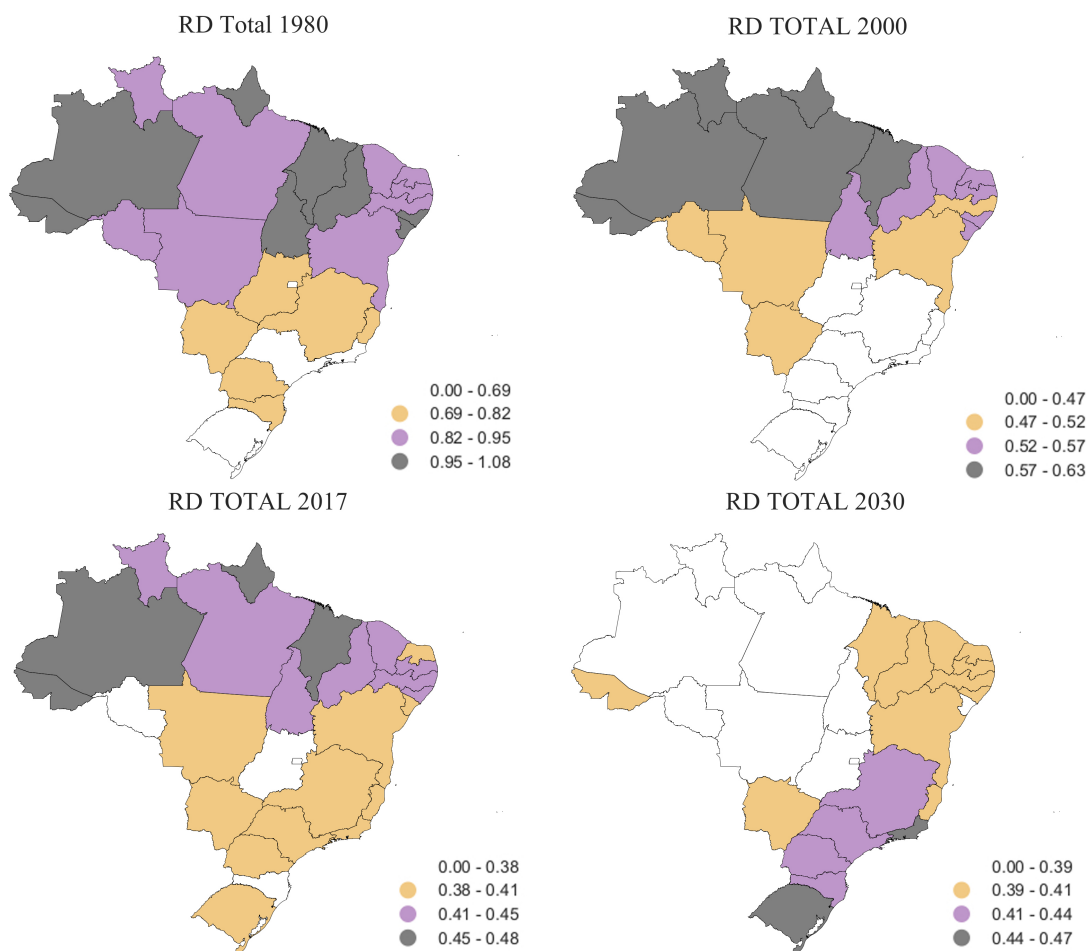 RD Total 1980
0.00 - 0.69
0.69 - 0.82
0.82 - 0.95
0.95 - 1.08
RD TOTAL 2000
0.00 - 0.47
0.47 - 0.52
0.52 - 0.57
0.57 - 0.63
RD TOTAL 2017
0.00 - 0.38
0.38 - 0.41
0.41 - 0.45
0.45 - 0.48
RD TOTAL 2030
0.00 - 0.39
0.39 - 0.41
0.41 - 0.44
0.44 - 0.47